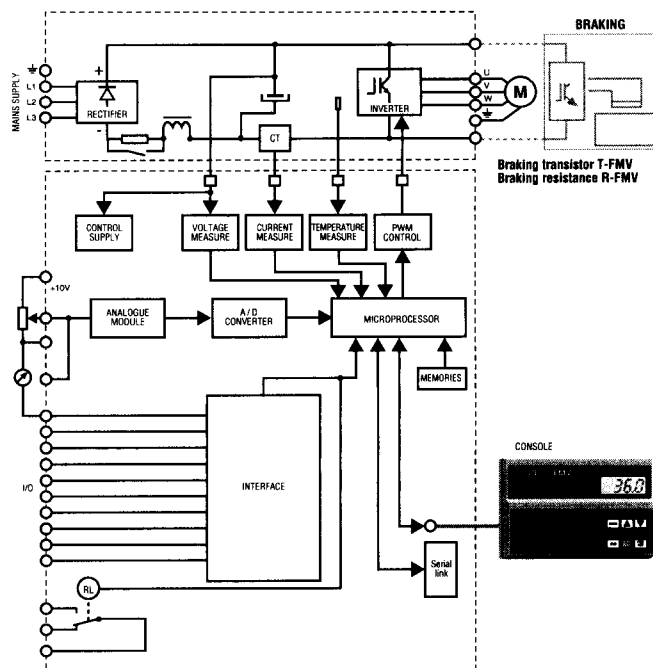 BRAKING
MAINS SUPPLY
L1
L2
L3
+
-
RECTIFIER
CT
INVERTER
U
V
W
M
Braking transistor T-FMV
Braking resistance R-FMV
CONTROL
SUPPLY
VOLTAGE
MEASURE
CURRENT
MEASURE
TEMPERATURE
MEASURE
PWM
CONTROL
+10V
ANALOGUE
MODULE
A/D
CONVERTER
MICROPROCESSOR
MEMORIES
I/O
INTERFACE
CONSOLE
36.0
Serial
link
RL